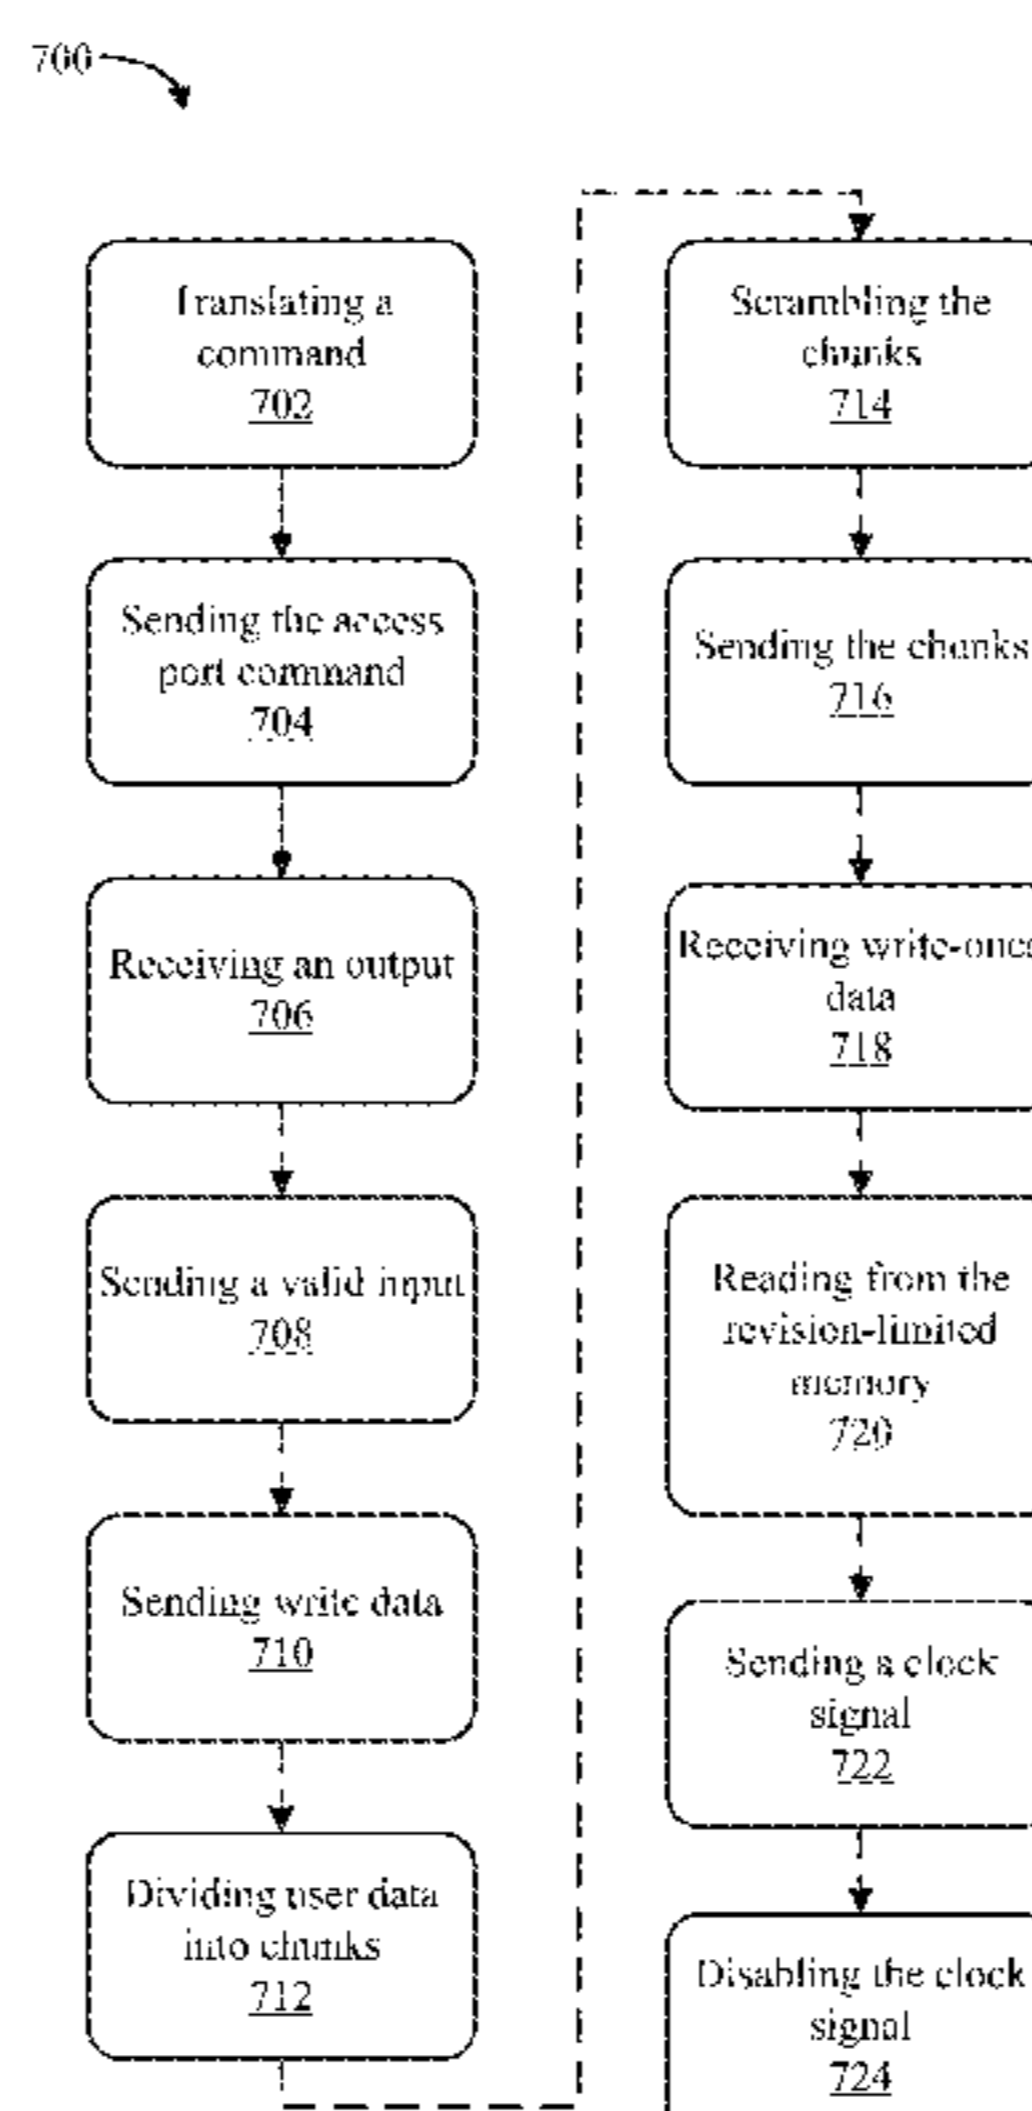 700
Translating a
command
702
Sending the access
port command
704
Receiving an output
706
Sending a valid input
708
Sending write data
710
Dividing user data
into chunks
712
Scrambling the
chunks
714
Sending the chunks
716
Receiving write-once
data
718
Reading from the
revision-limited
memory
720
Sending a clock
signal
722
Disabling the clock
signal
724